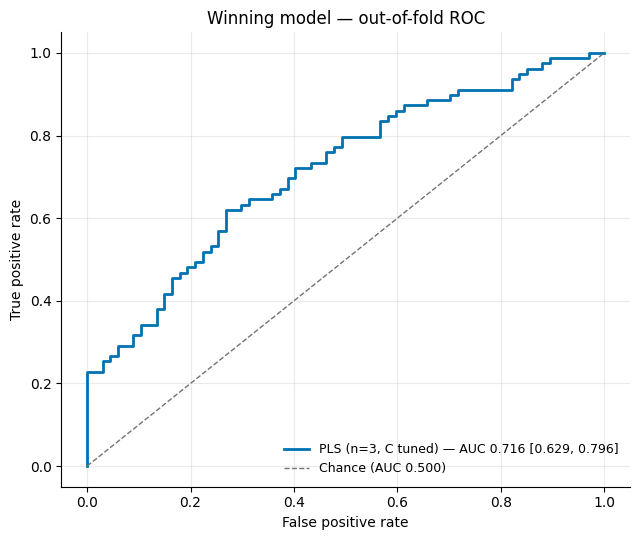 Winning model — out-of-fold ROC
True positive rate
1.0
0.8
0.6
0.4
0.2
0.0
PLS (n=3, C tuned) — AUC 0.716 [0.629, 0.796]
Chance (AUC 0.500)
0.0 0.2 0.4 0.6 0.8 1.0
False positive rate